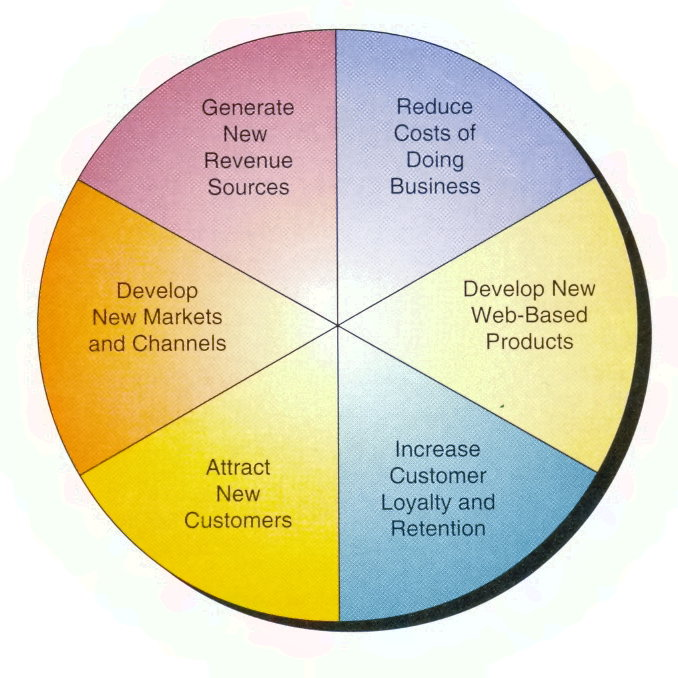 Generate
New
Revenue
Sources
Reduce
Costs of
Doing
Business
Develop
New Markets
and Channels
Develop New
Web-Based
Products
Attract
New
Customers
Increase
Customer
Loyalty and
Retention